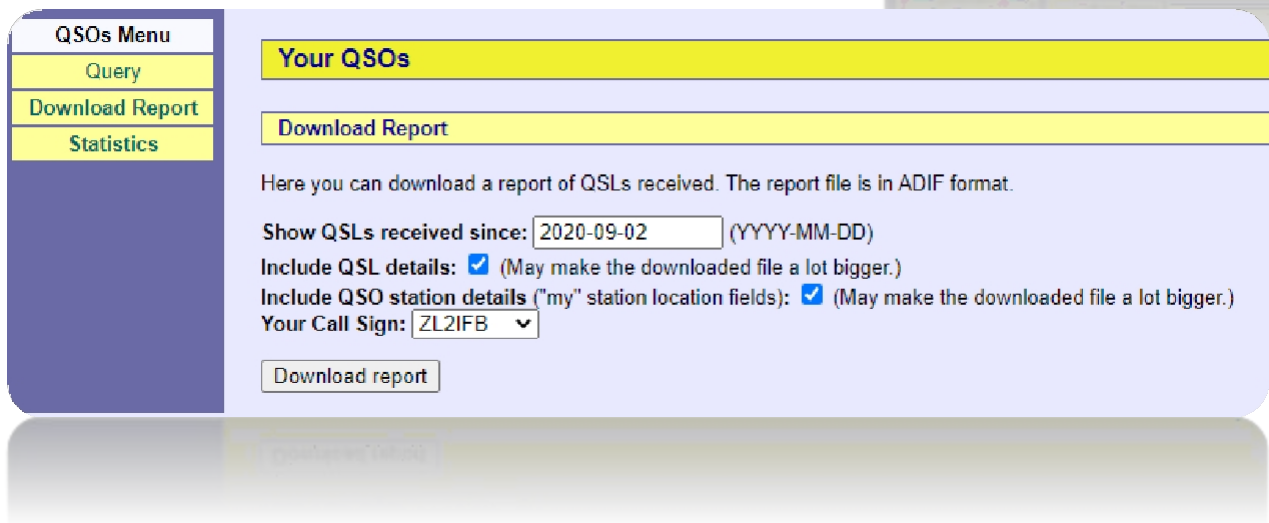 QSOs Menu
Query
Download Report
Statistics
Your QSOs
Download Report
Here you can download a report of QSLs received. The report file is in ADIF format.
Show QSLs received since: 2020-09-02 (YYYY-MM-DD)
Include QSL details: (May make the downloaded file a lot bigger.)
Include QSO station details ("my" station location fields): (May make the downloaded file a lot bigger.)
Your Call Sign: ZL2IFB
Download report